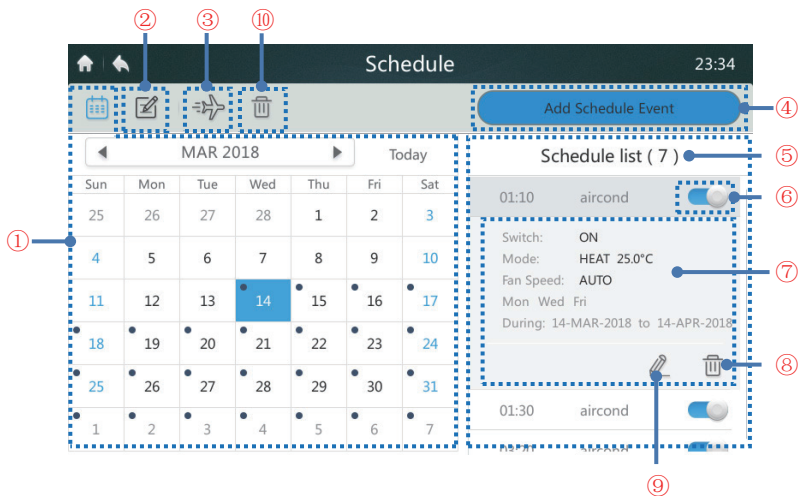 ② ③ ⑩
Schedule 23:34
Add Schedule Event ④
MAR 2018 Today
Schedule list ( 7 ) ⑤
Sun Mon Tue Wed Thu Fri Sat
01:10 aircond ⑥
25 26 27 28 1 2 3
① 4 5 6 7 8 9 10
11 12 13 14 15 16 17
18 19 20 21 22 23 24
25 26 27 28 29 30 31
1 2 3 4 5 6 7
Switch: ON
Mode: HEAT 25.0°C ⑦
Fan Speed: AUTO
Mon Wed Fri
During: 14-MAR-2018 to 14-APR-2018
⑧
01:30 aircond
aircond
⑨